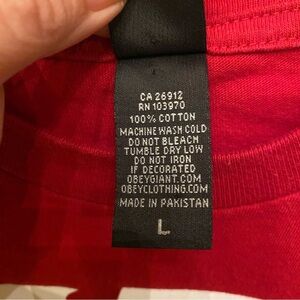 CA 26912
RN 103970
100% COTTON
MACHINE WASH COLD
DO NOT BLEACH
TUMBLE DRY LOW
DO NOT IRON
IF DECORATED
OBEYGIANT.COM
OBEYCLOTHING.COM
MADE IN PAKISTAN
L